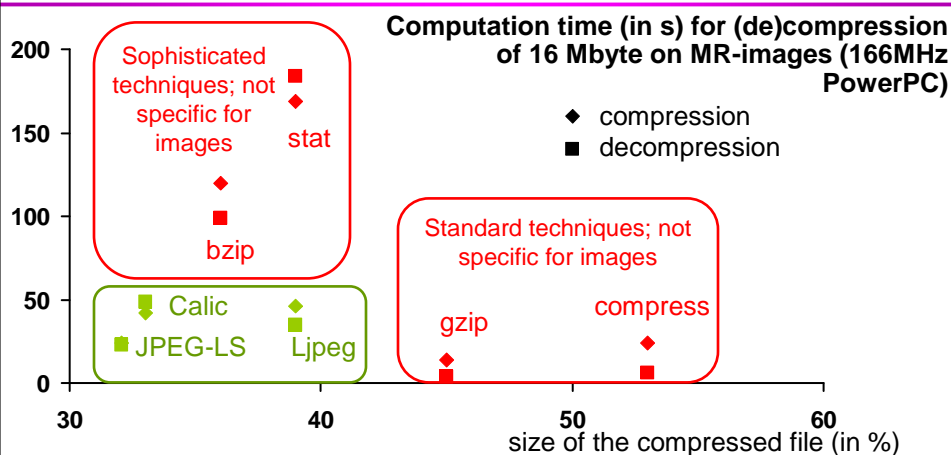 Computation time (in s) for (de)compression
of 16 Mbyte on MR-images (166MHz
PowerPC)
compression
decompression
200
150
100
50
0
Sophisticated
techniques; not
specific for
images
stat
bzip
Standard techniques; not
specific for images
gzip
compress
Calic
JPEG-LS
Ljpeg
30
40
50
60
size of the compressed file (in %)